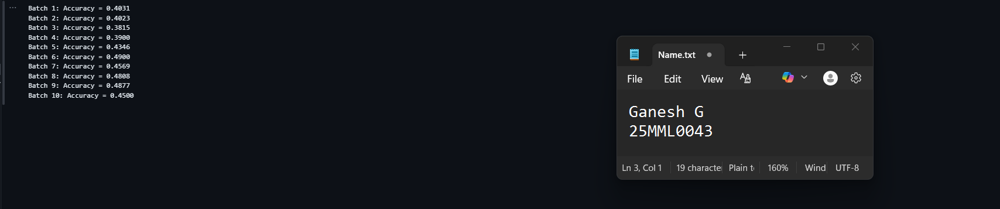 Batch 1: Accuracy = 0.4031
Batch 2: Accuracy = 0.4023
Batch 3: Accuracy = 0.3815
Batch 4: Accuracy = 0.3900
Batch 5: Accuracy = 0.4346
Batch 6: Accuracy = 0.4900
Batch 7: Accuracy = 0.4569
Batch 8: Accuracy = 0.4808
Batch 9: Accuracy = 0.4877
Batch 10: Accuracy = 0.4500
Name.txt
File Edit View
Ganesh G
25MML0043
Ln 3, Col 1 19 characte Plain t 160% Wind UTF-8